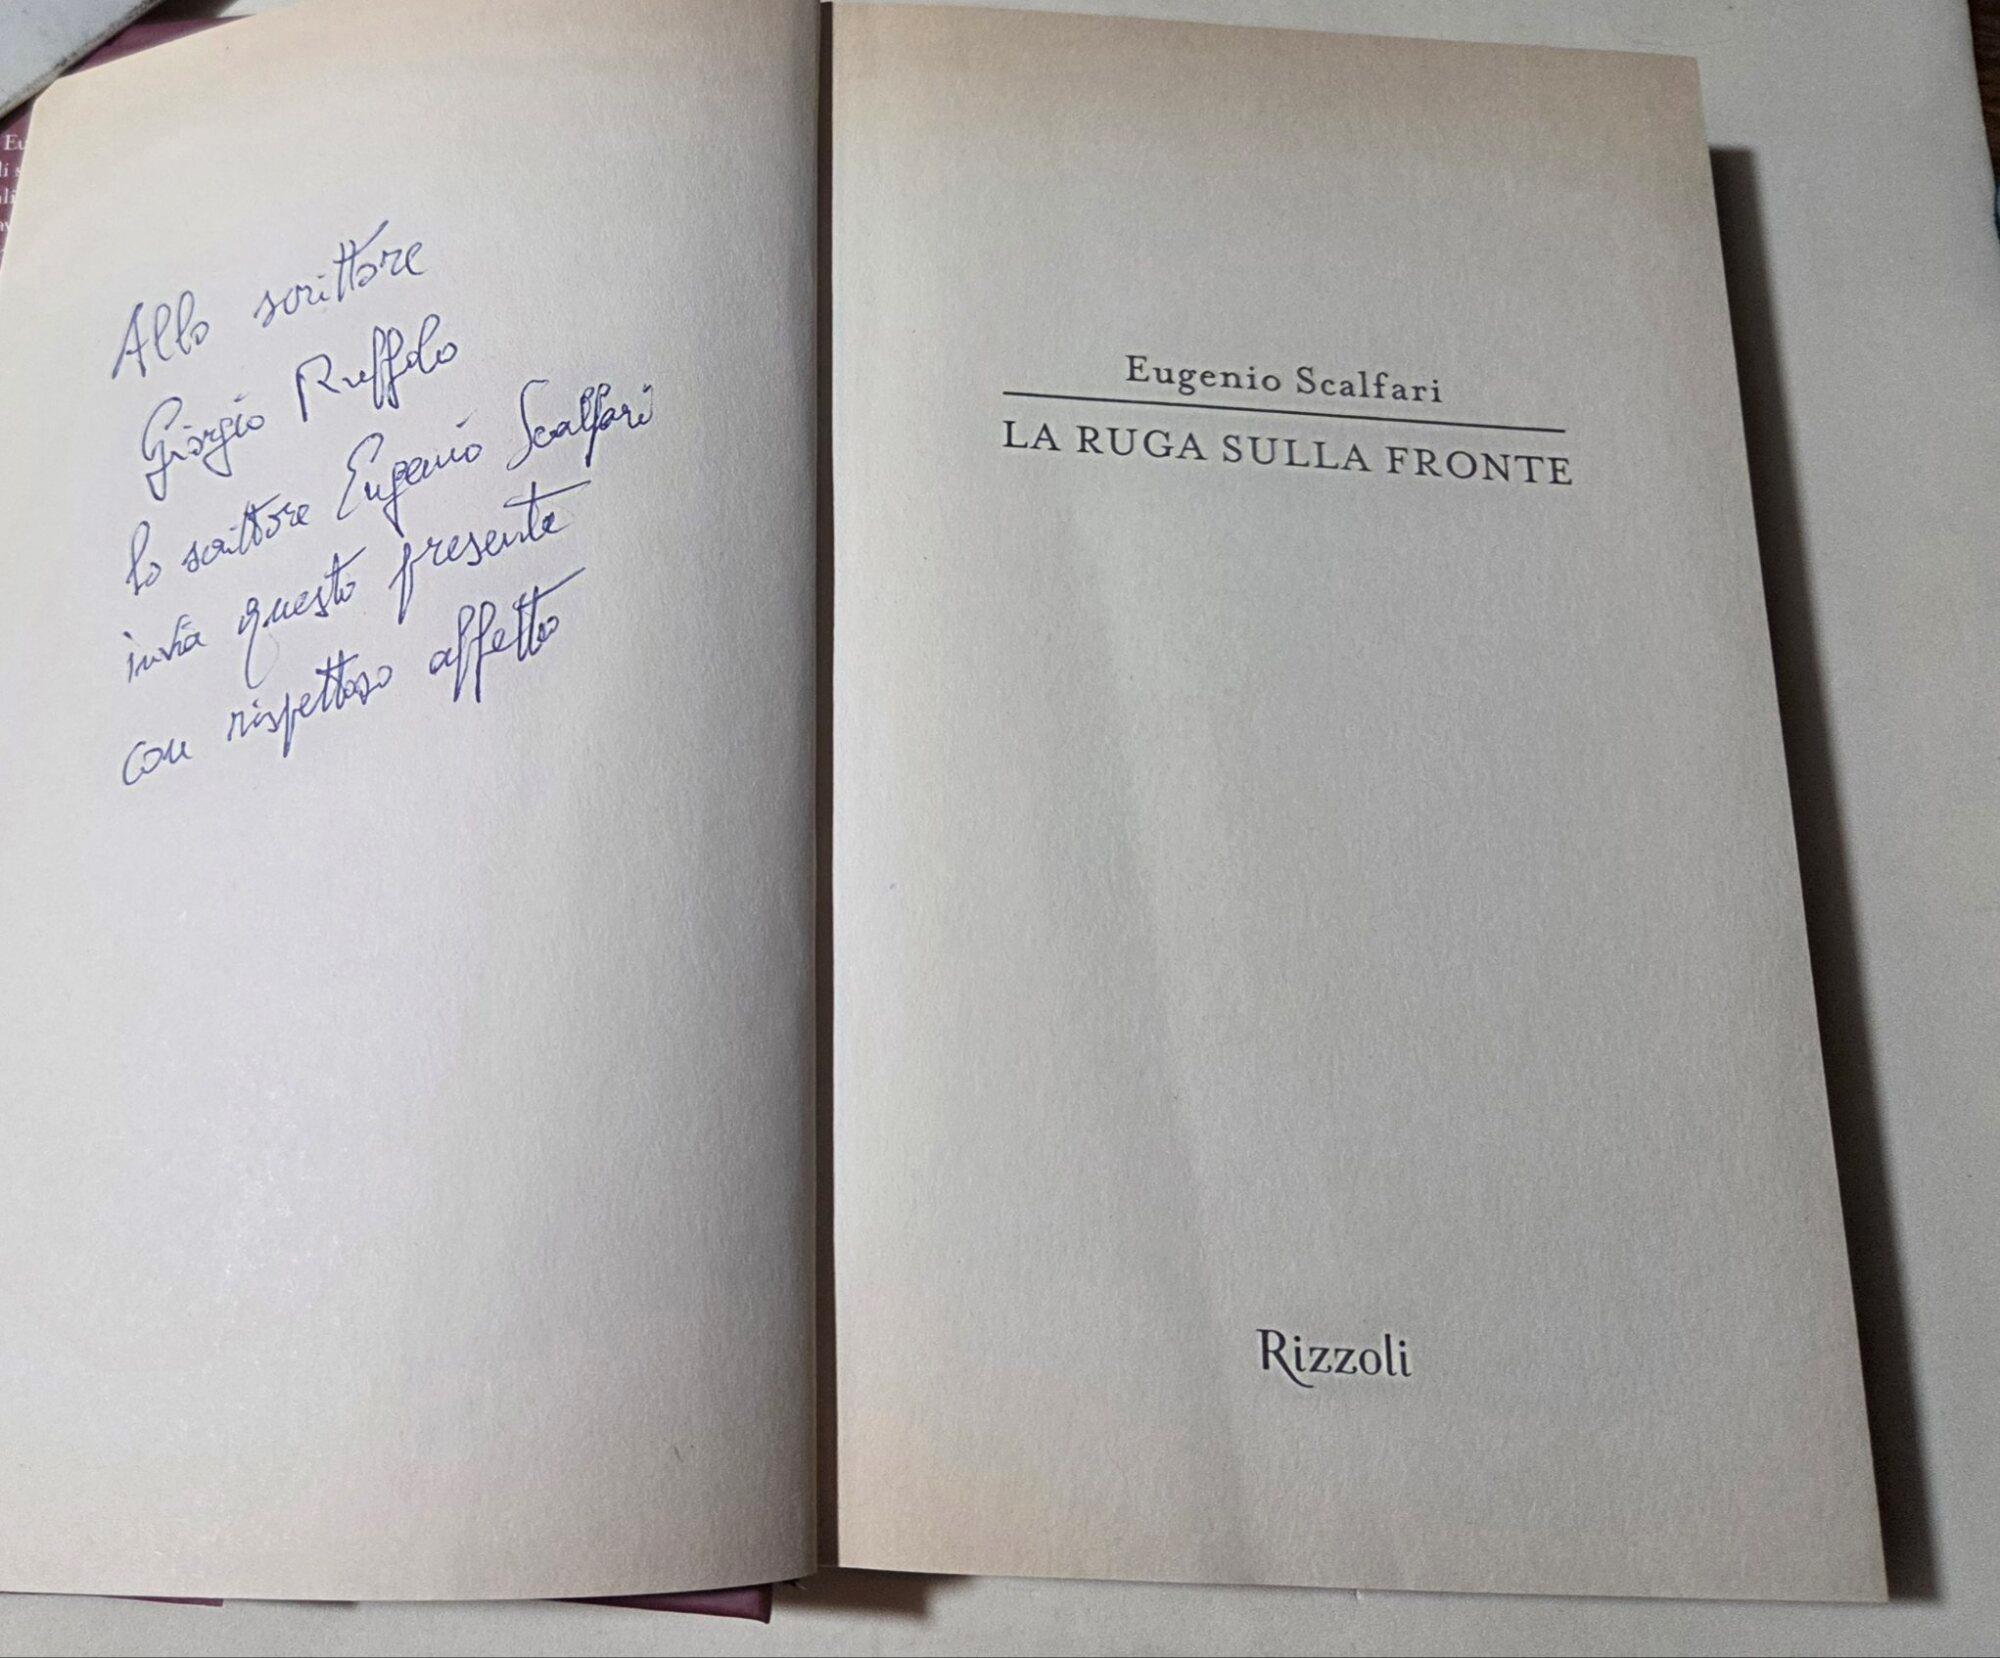 Allo scrittore
Giorgio Ruffolo
lo scrittore Eugenio Scalfari
invia questo presente
con rispettoso affetto
Eugenio Scalfari
LA RUGA SULLA FRONTE
Rizzoli